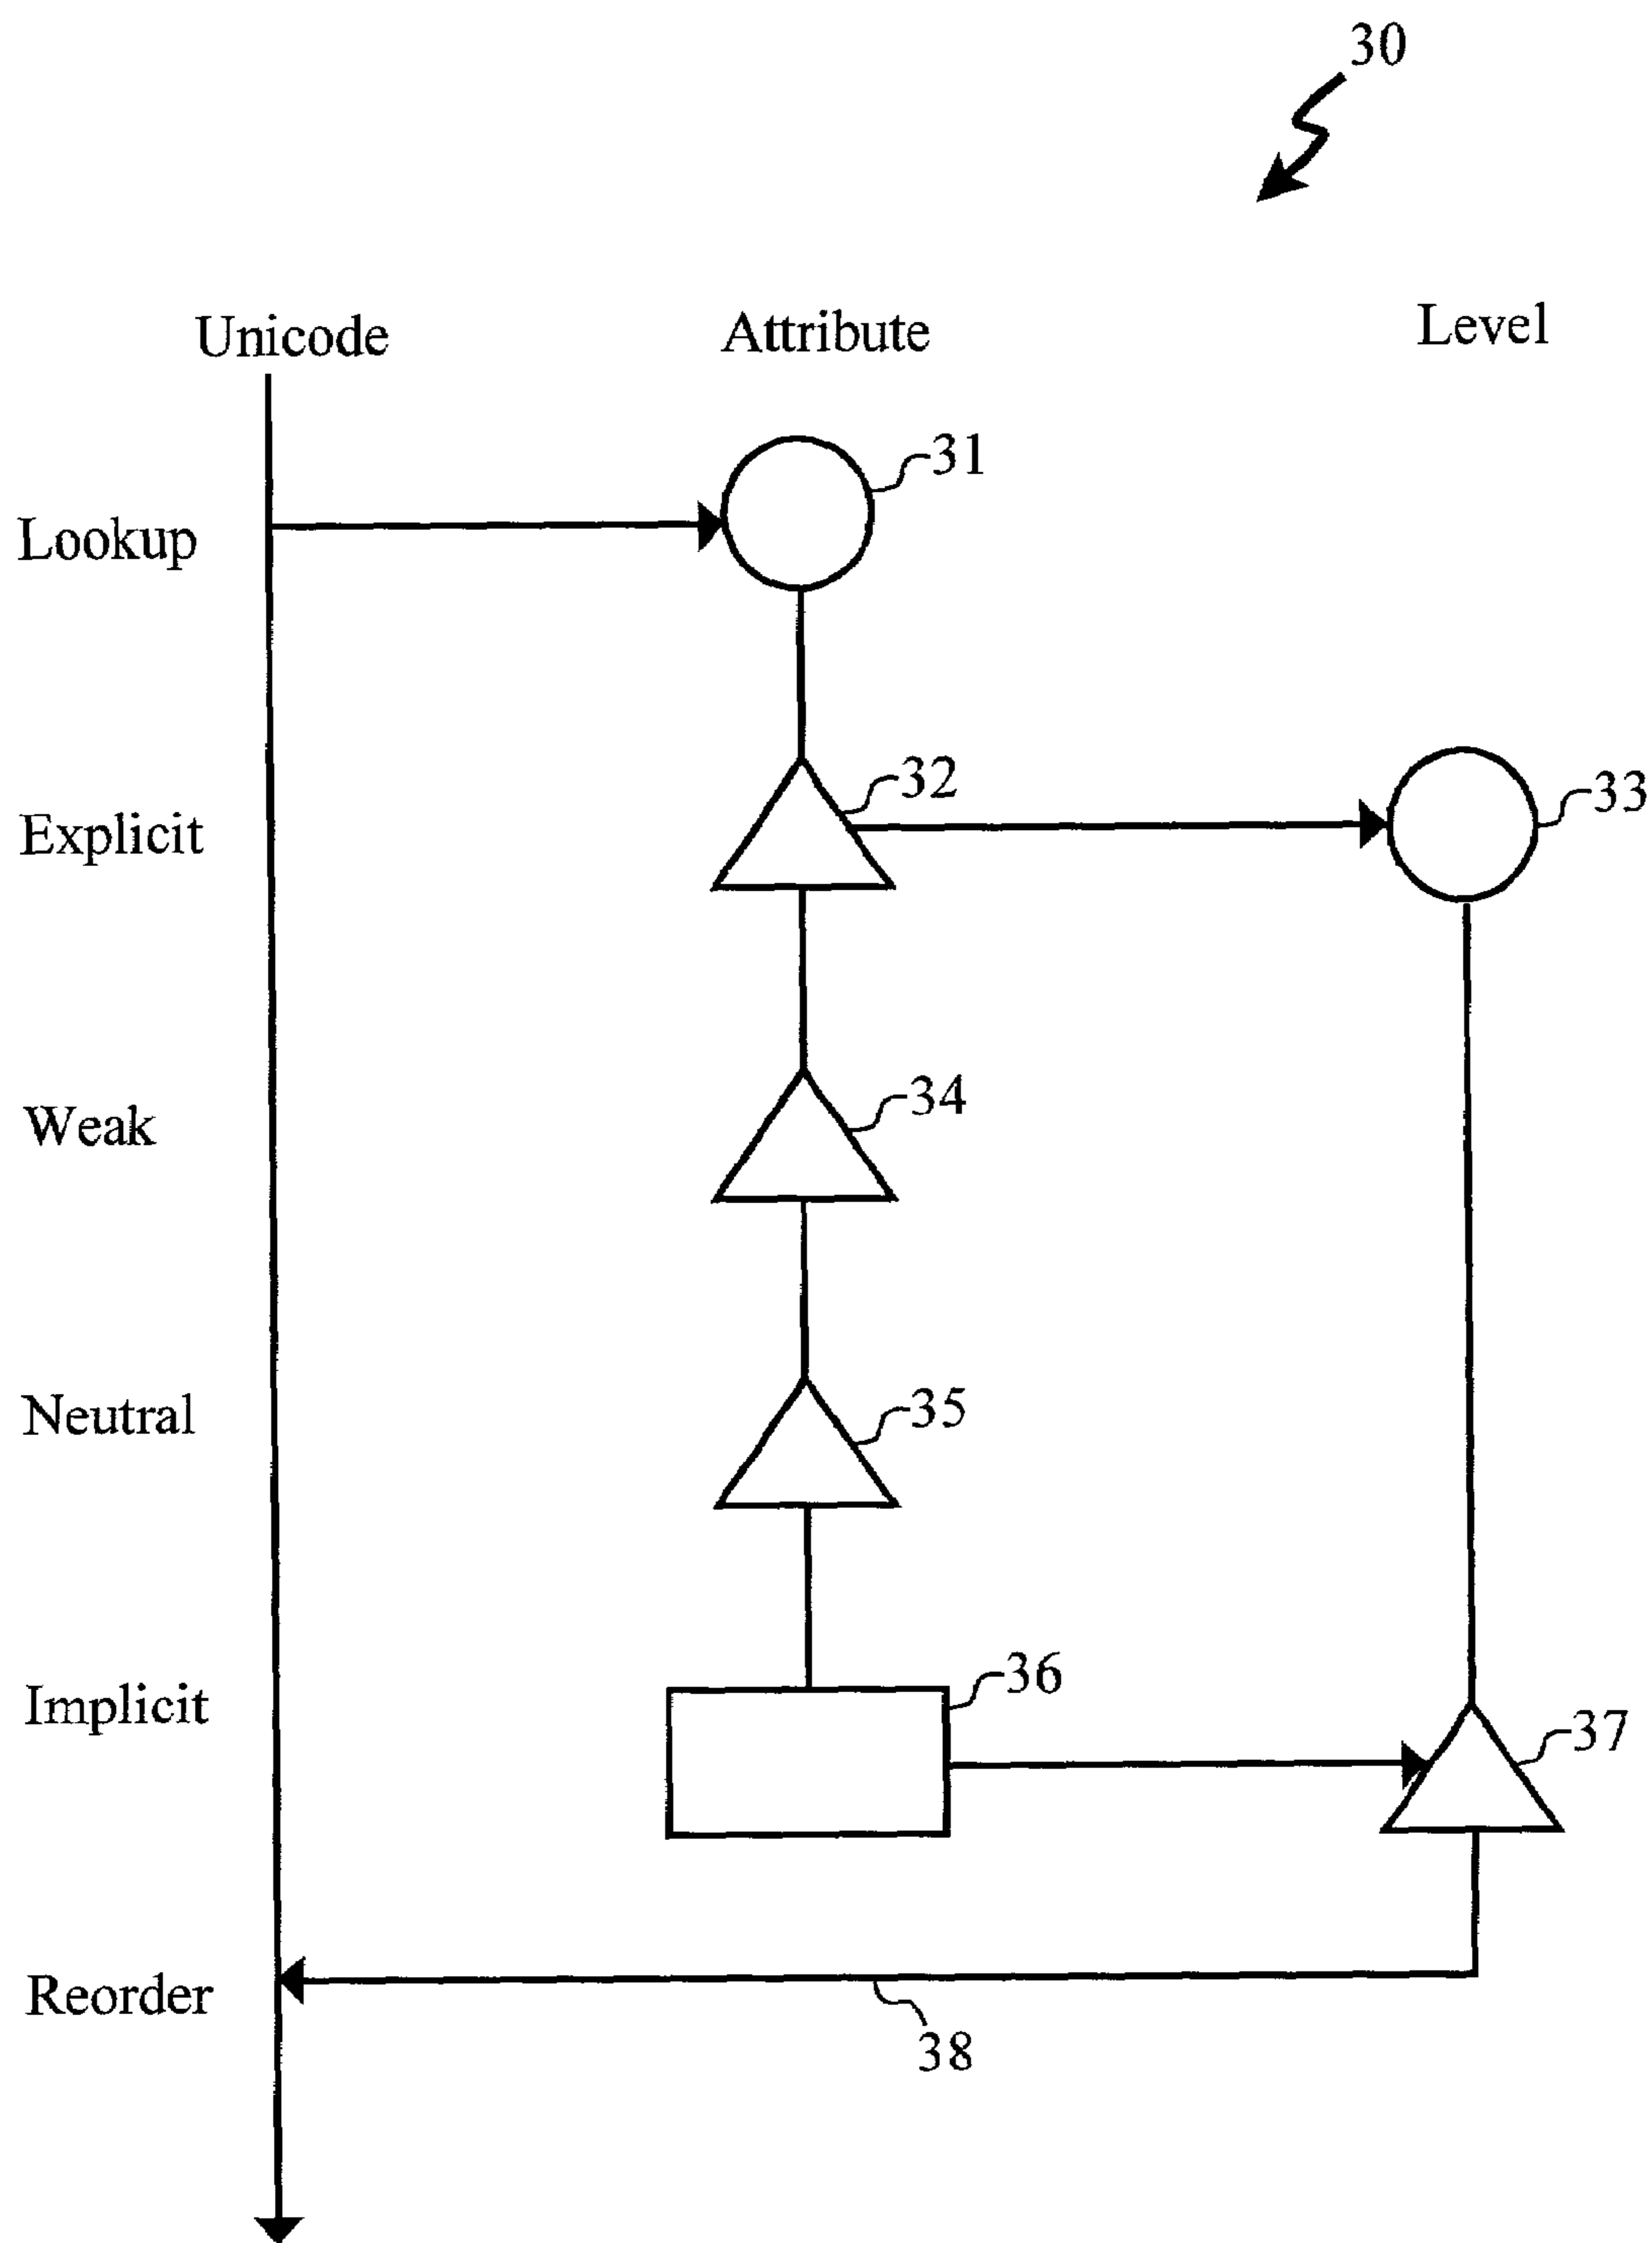 30
Unicode Attribute Level
31
Lookup
32
33
Explicit
34
Weak
35
Neutral
36
Implicit
37
Reorder
38